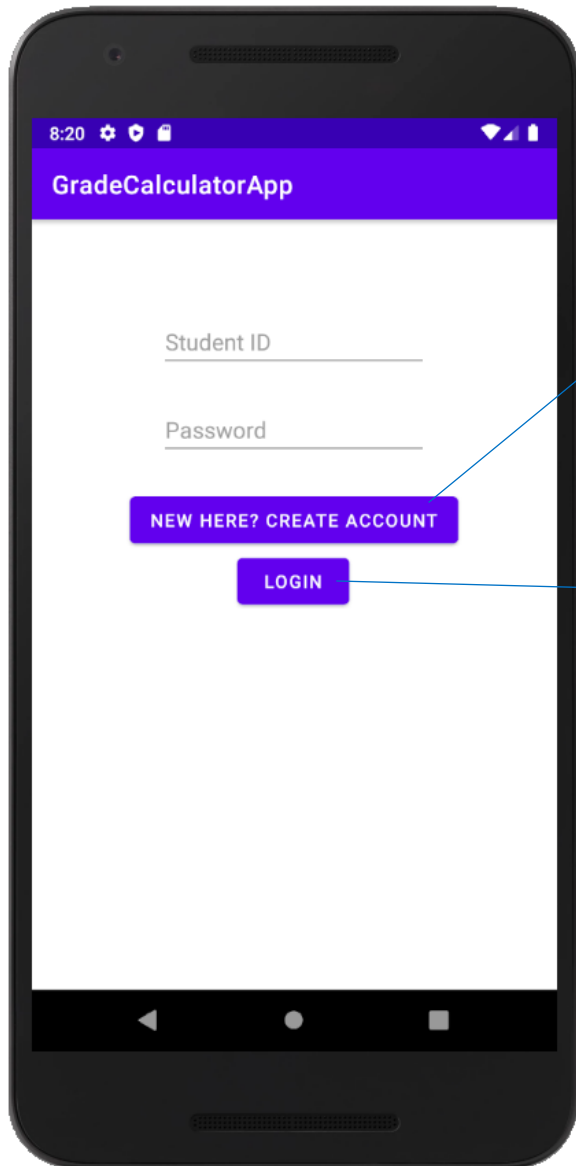 8:20
GradeCalculatorApp
Student ID
Password
NEW HERE? CREATE ACCOUNT
LOGIN